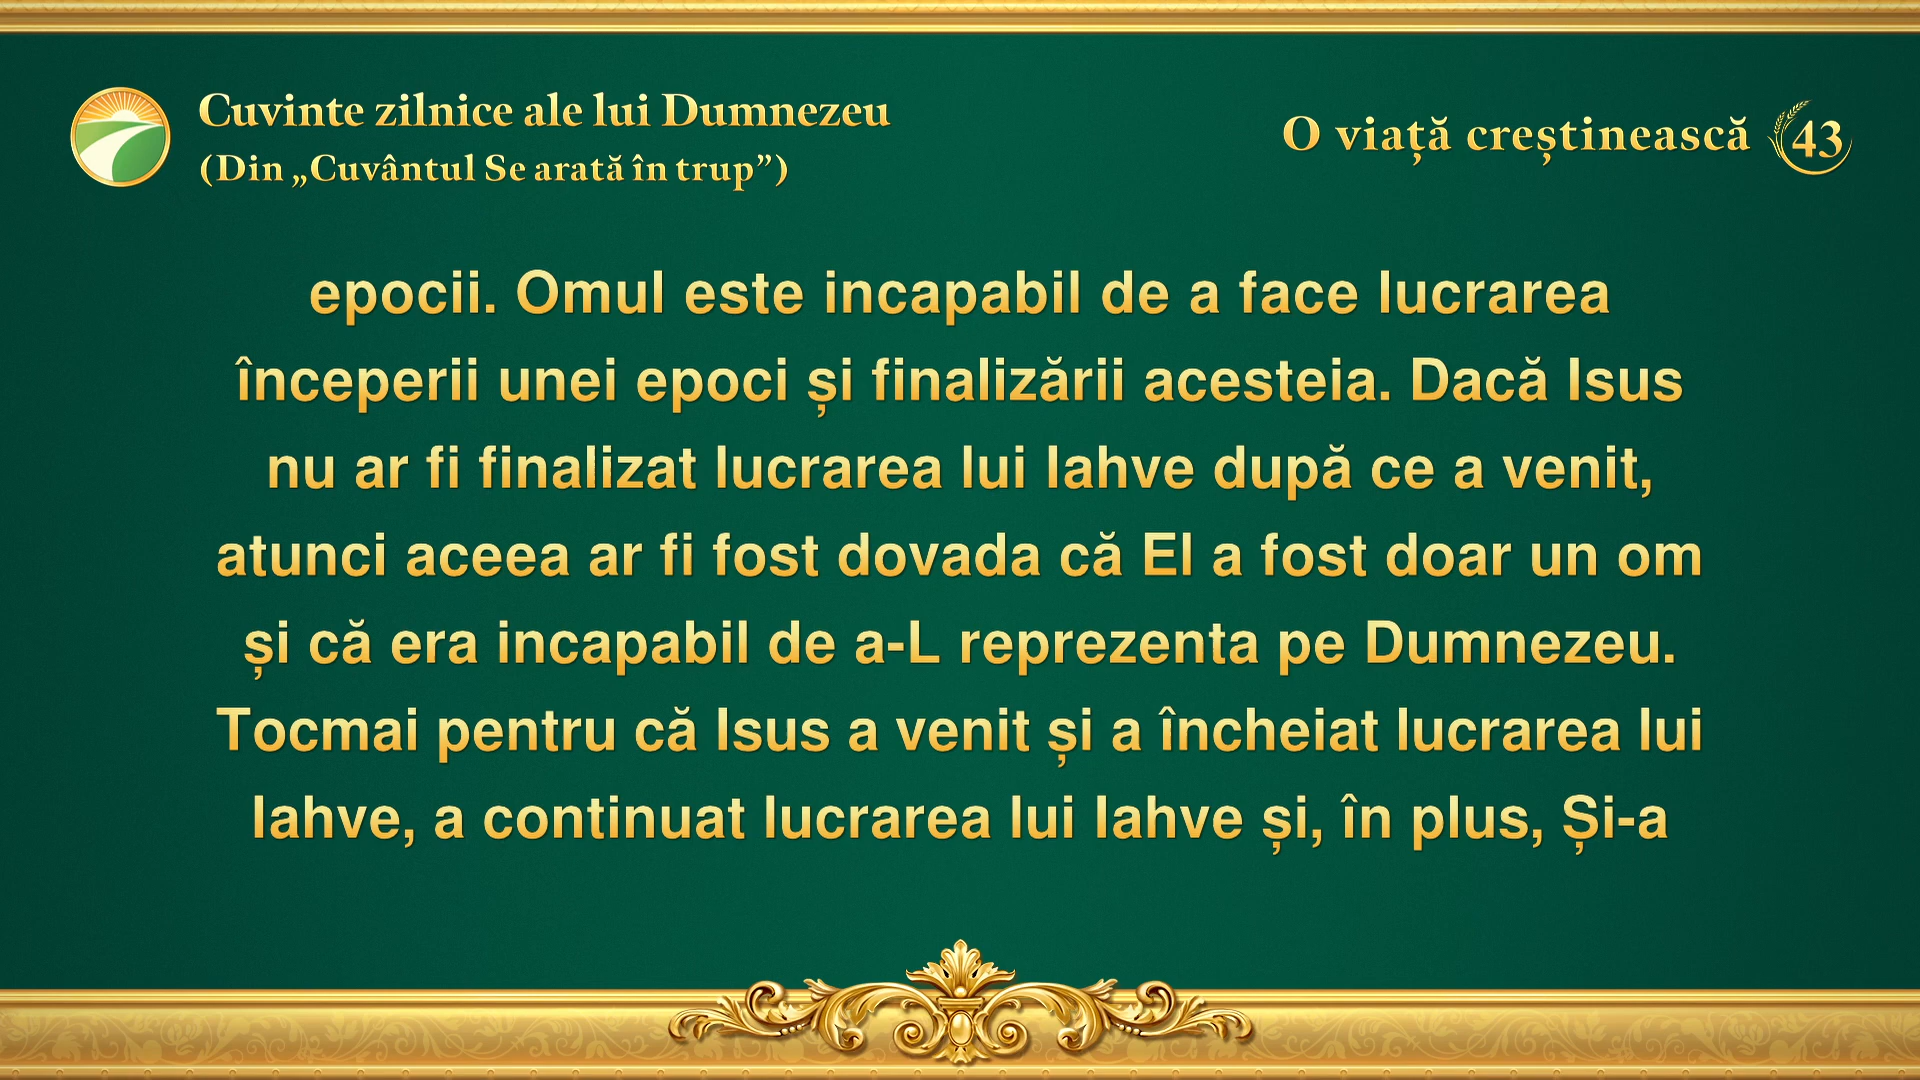 Cuvinte zilnice ale lui Dumnezeu
(Din „Cuvântul Se arată în trup”)
O viață creștinească 43
epocii. Omul este incapabil de a face lucrarea
începerii unei epoci și finalizării acesteia. Dacă Isus
nu ar fi finalizat lucrarea lui Iahve după ce a venit,
atunci aceea ar fi fost dovada că El a fost doar un om
și că era incapabil de a-L reprezenta pe Dumnezeu.
Tocmai pentru că Isus a venit și a încheiat lucrarea lui
Iahve, a continuat lucrarea lui Iahve și, în plus, Și-a